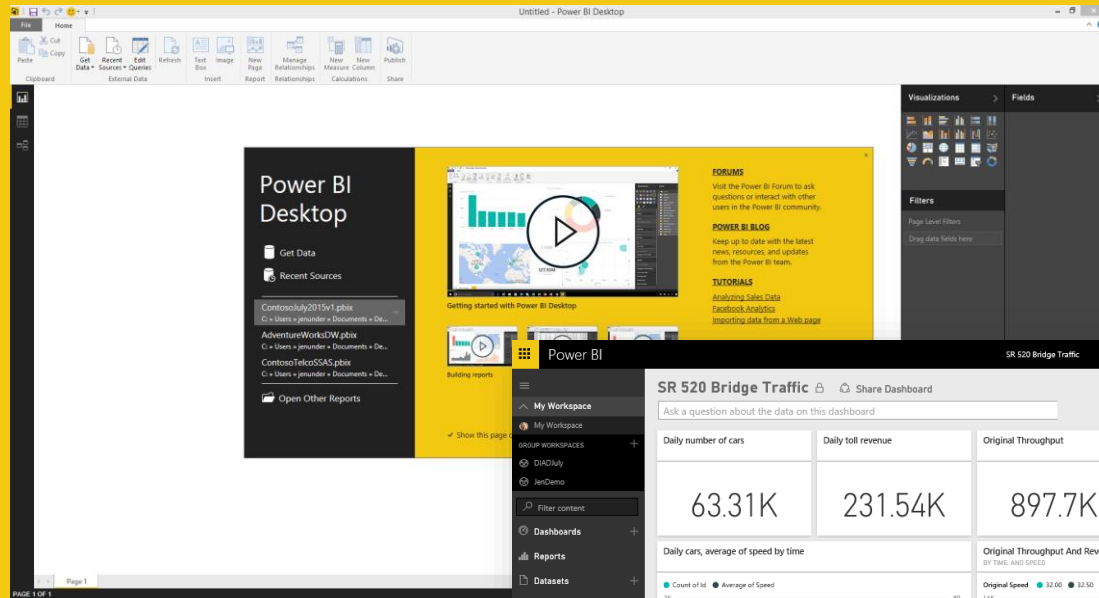 Untitled - Power BI Desktop
File Home
Cut
Copy
Paste
Get Data
Recent Sources
Edit Queries
Refresh
Text Box
Image
New Page
Manage Relationships
New Measure
New Column
Publish
Clipboard External Data Insert Report Relationships Calculations Share
Visualizations
Fields
Filters
Page Level Filters
Drag data fields here
Power BI
Desktop
Get Data
Recent Sources
ContosoJuly2015v1.pbix
C: » Users » jenunder » Documents » De...
AdventureWorksDW.pbix
C: » Users » jenunder » Documents » De...
ContosoTelcoSSAS.pbix
C: » Users » jenunder » Documents » De...
Open Other Reports
Getting started with Power BI Desktop
Building reports
Show this page
FORUMS
Visit the Power BI Forum to ask
questions or interact with other
users in the Power BI community.
POWER BI BLOG
Keep up to date with the latest
news, resources, and updates
from the Power BI team.
TUTORIALS
Analyzing Sales Data
Facebook Analytics
Importing data from a Web page
Page 1
PAGE 1 OF 1
Power BI
SR 520 Bridge Traffic
My Workspace
My Workspace
GROUP WORKSPACES
DIADJuly
JenDemo
Filter content
Dashboards
Reports
Datasets
SR 520 Bridge Traffic
Share Dashboard
Ask a question about the data on this dashboard
Daily number of cars
63.31K
Daily toll revenue
231.54K
Original Throughput
897.7K
Daily cars, average of speed by time
Count of Id Average of Speed
Original Throughput And Rev
BY TIME, AND SPEED
Original Speed 32.00 32.50